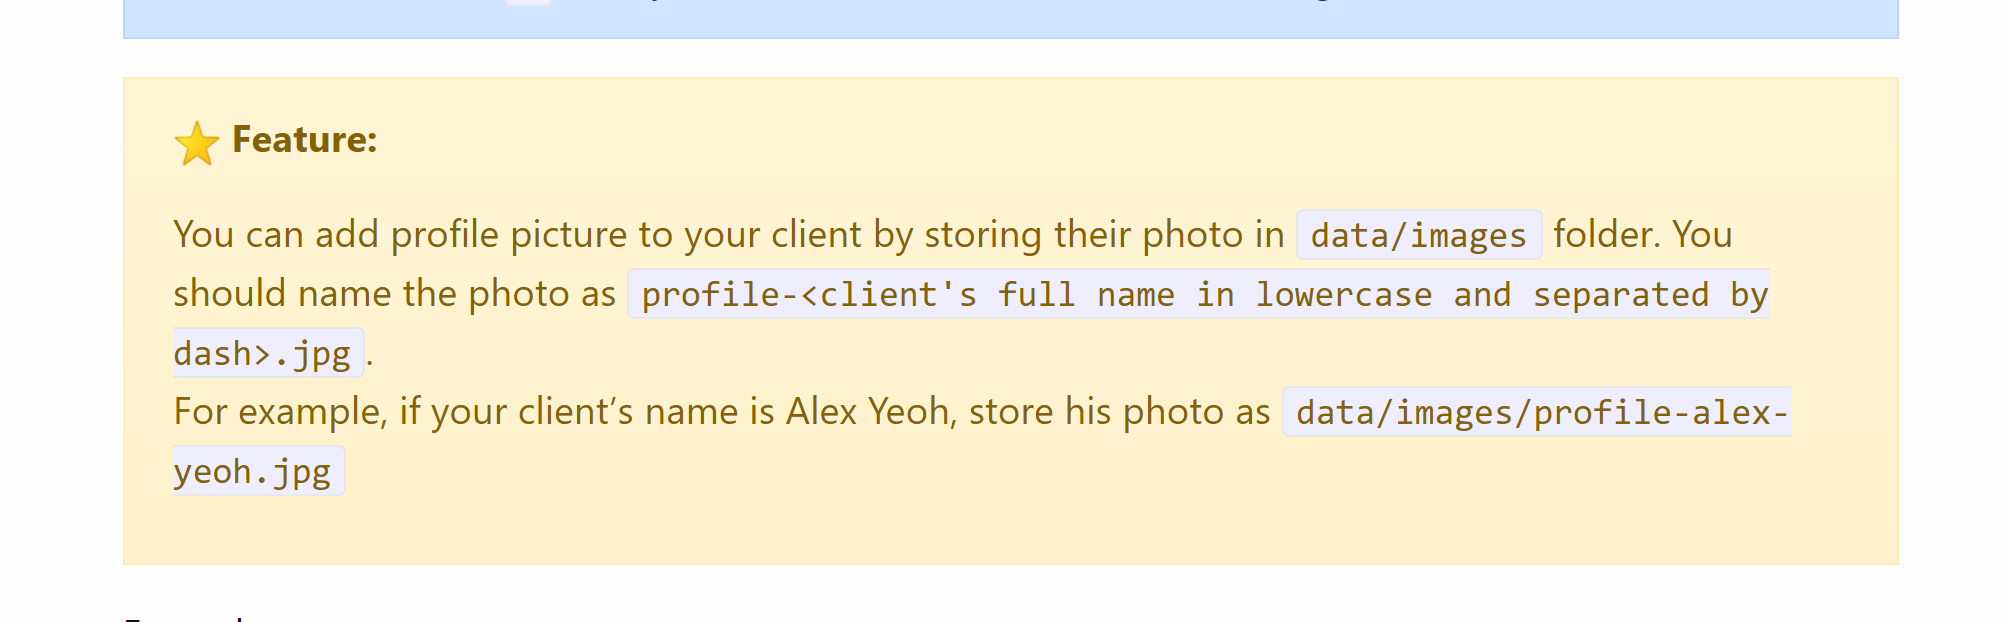 ⭐ Feature:
You can add profile picture to your client by storing their photo in data/images folder. You
should name the photo as profile-<client's full name in lowercase and separated by
dash>.jpg.
For example, if your client’s name is Alex Yeoh, store his photo as data/images/profile-alex-
yeoh.jpg